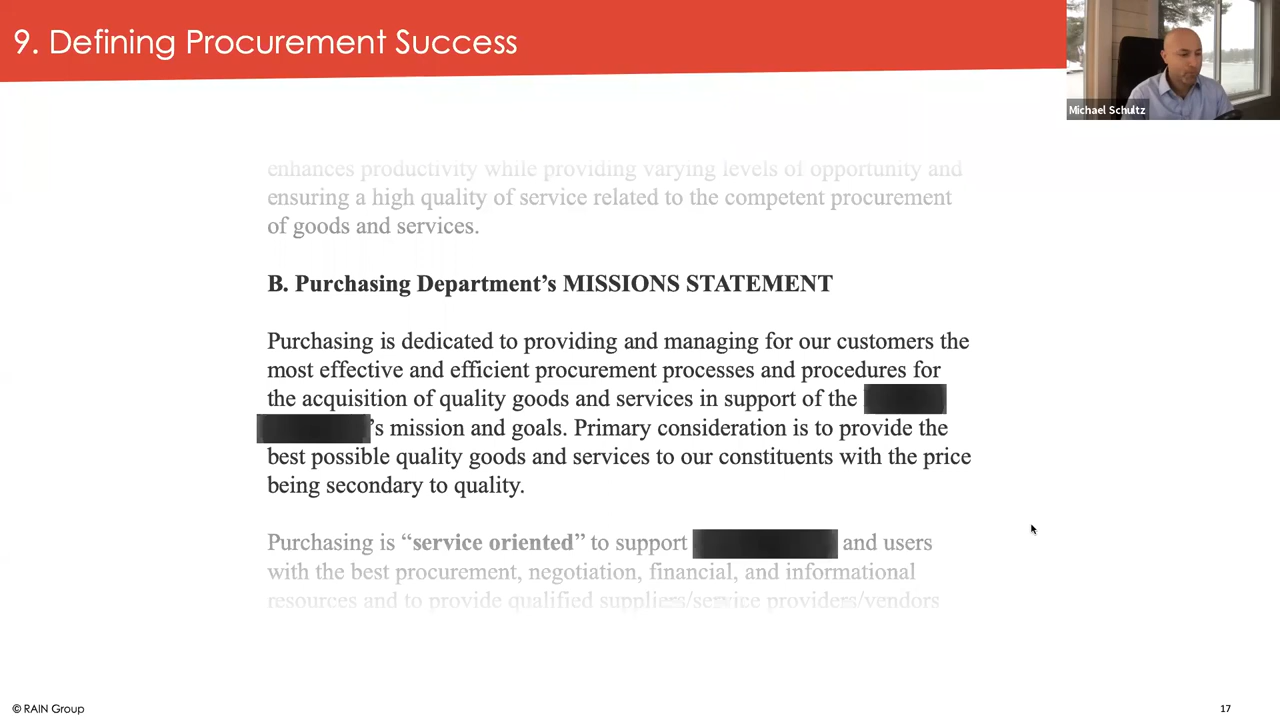 9. Defining Procurement Success
Michael Schultz
enhances productivity while providing varying levels of opportunity and
ensuring a high quality of service related to the competent procurement
of goods and services.
B. Purchasing Department’s MISSIONS STATEMENT
Purchasing is dedicated to providing and managing for our customers the
most effective and efficient procurement processes and procedures for
the acquisition of quality goods and services in support of the
’s mission and goals. Primary consideration is to provide the
best possible quality goods and services to our constituents with the price
being secondary to quality.
Purchasing is “service oriented” to support and users
with the best procurement, negotiation, financial, and informational
resources and to provide qualified suppliers/service providers/vendors
© RAIN Group
17